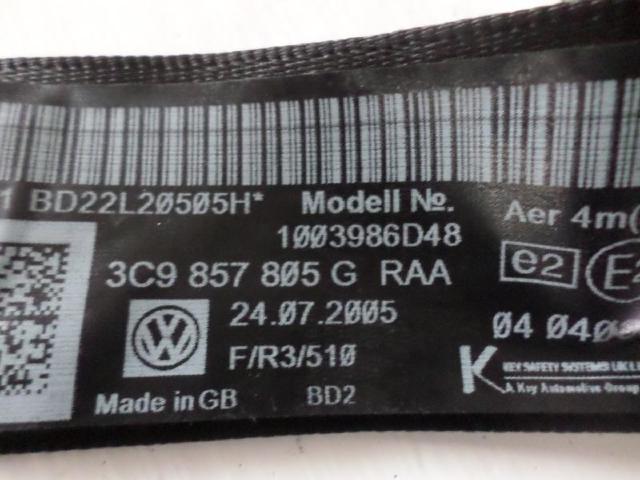 1 BD22L20505H* Modell No. Aer 4m(
1003986D48
3C9 857 805 G RAA e2 E
24.07.2005
F/R3/510 04 040
Made in GB BD2
K KEY SAFETY SYSTEMS UK L
A Key Automotive Group